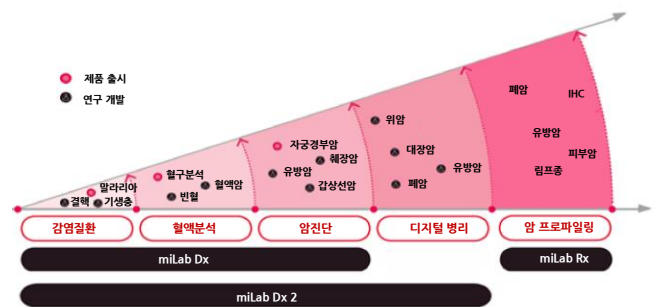 제품 출시
연구 개발
말라리아
결핵
기생충
혈구분석
혈액암
빈혈
자궁경부암
췌장암
유방암
갑상선암
위암
대장암
유방암
폐암
폐암
IHC
유방암
피부암
림프종
감염질환
혈액분석
암진단
디지털 병리
암 프로파일링
miLab Dx
miLab Rx
miLab Dx 2